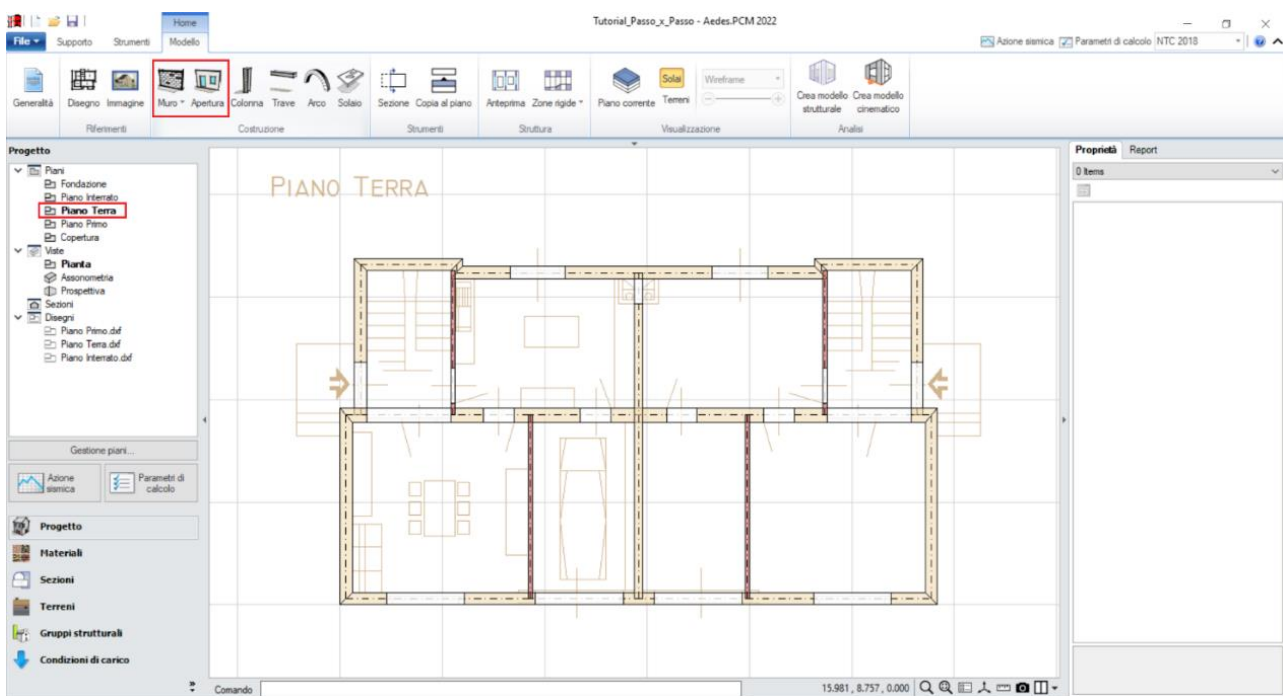 Home
Tutorial_Passo_x_Passo - Aedes.PCM 2022
File Supporto Strumenti Modello
Azione sismica Parametri di calcolo NTC 2018
Generalità Disegno Immagine Muro Apertura Colonna Trave Arco Solaio Sezione Copia al piano Anteprima Zone rigide Piano corrente Solai Terreni Wireframe Crea modello strutturale Crea modello cinematico
Riferimenti Costruzione Strumenti Struttura Visualizzazione Analisi
Progetto
Piani
Fondazione
Piano Interrato
Piano Terra
Piano Primo
Copertura
Viste
Pianta
Assonometria
Prospettiva
Sezioni
Disegni
Piano Primo.dxf
Piano Terra.dxf
Piano Interrato.dxf
Gestione piani...
Azione sismica
Parametri di calcolo
Progetto
Materiali
Sezioni
Terreni
Gruppi strutturali
Condizioni di carico
PIANO TERRA
Proprietà Report
0 Items
Comando
15.981 , 8.757 , 0.000